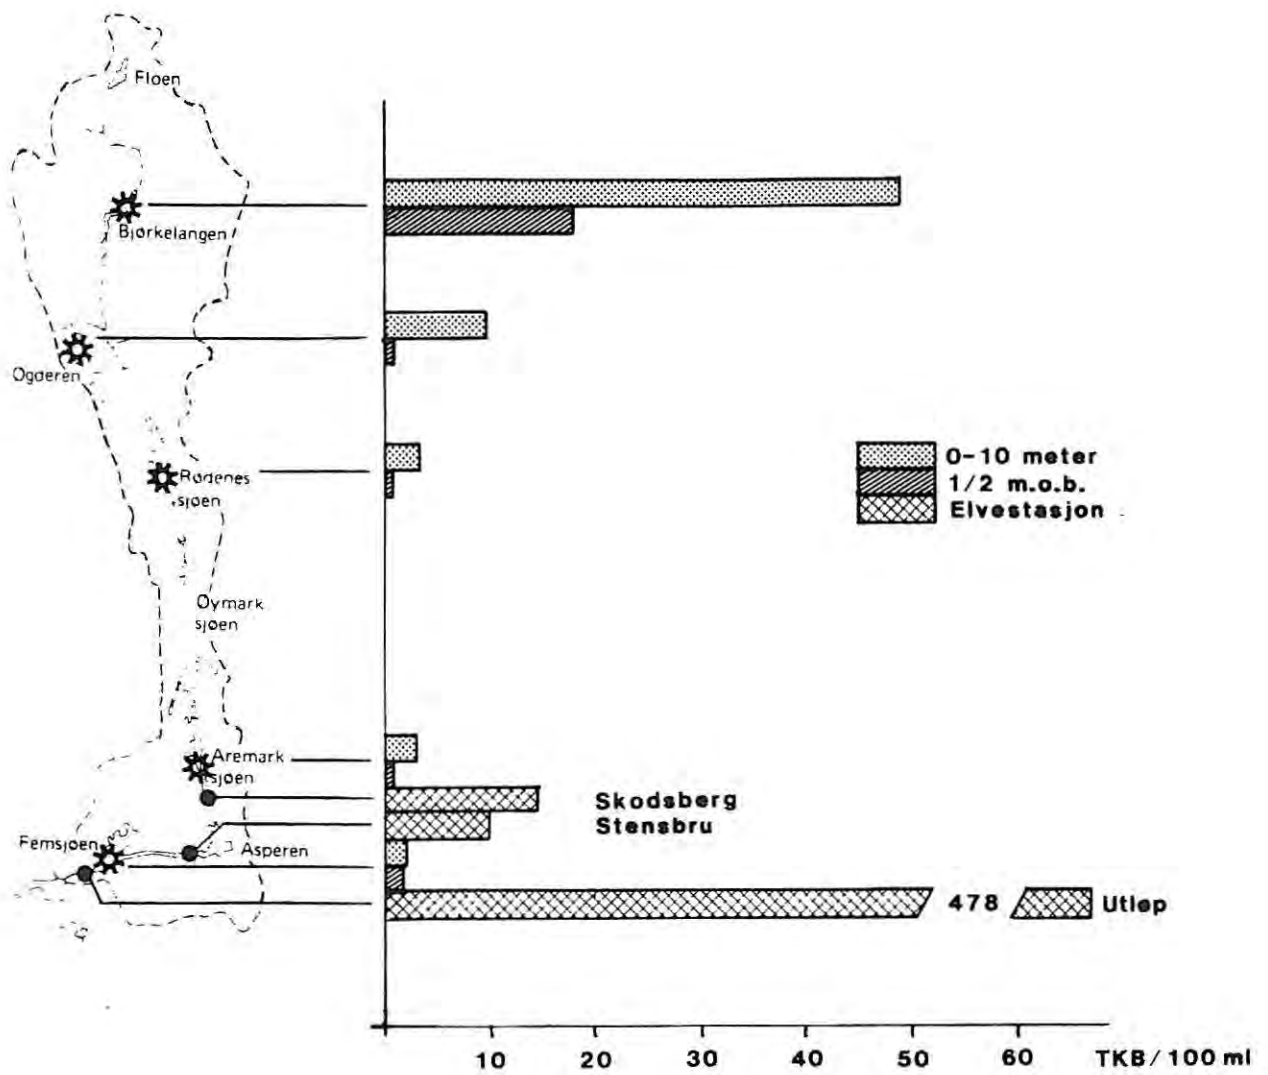 Floen
Bjørkelangen
Ogderen
Rødenes
sjøen
0-10 meter
1/2 m.o.b.
Elvestasjon
Øymark
sjøen
Aremark
sjøen
Skodsberg
Stensbru
Femsjøen
Asperen
478
Utløp
10 20 30 40 50 60 TKB/100 ml